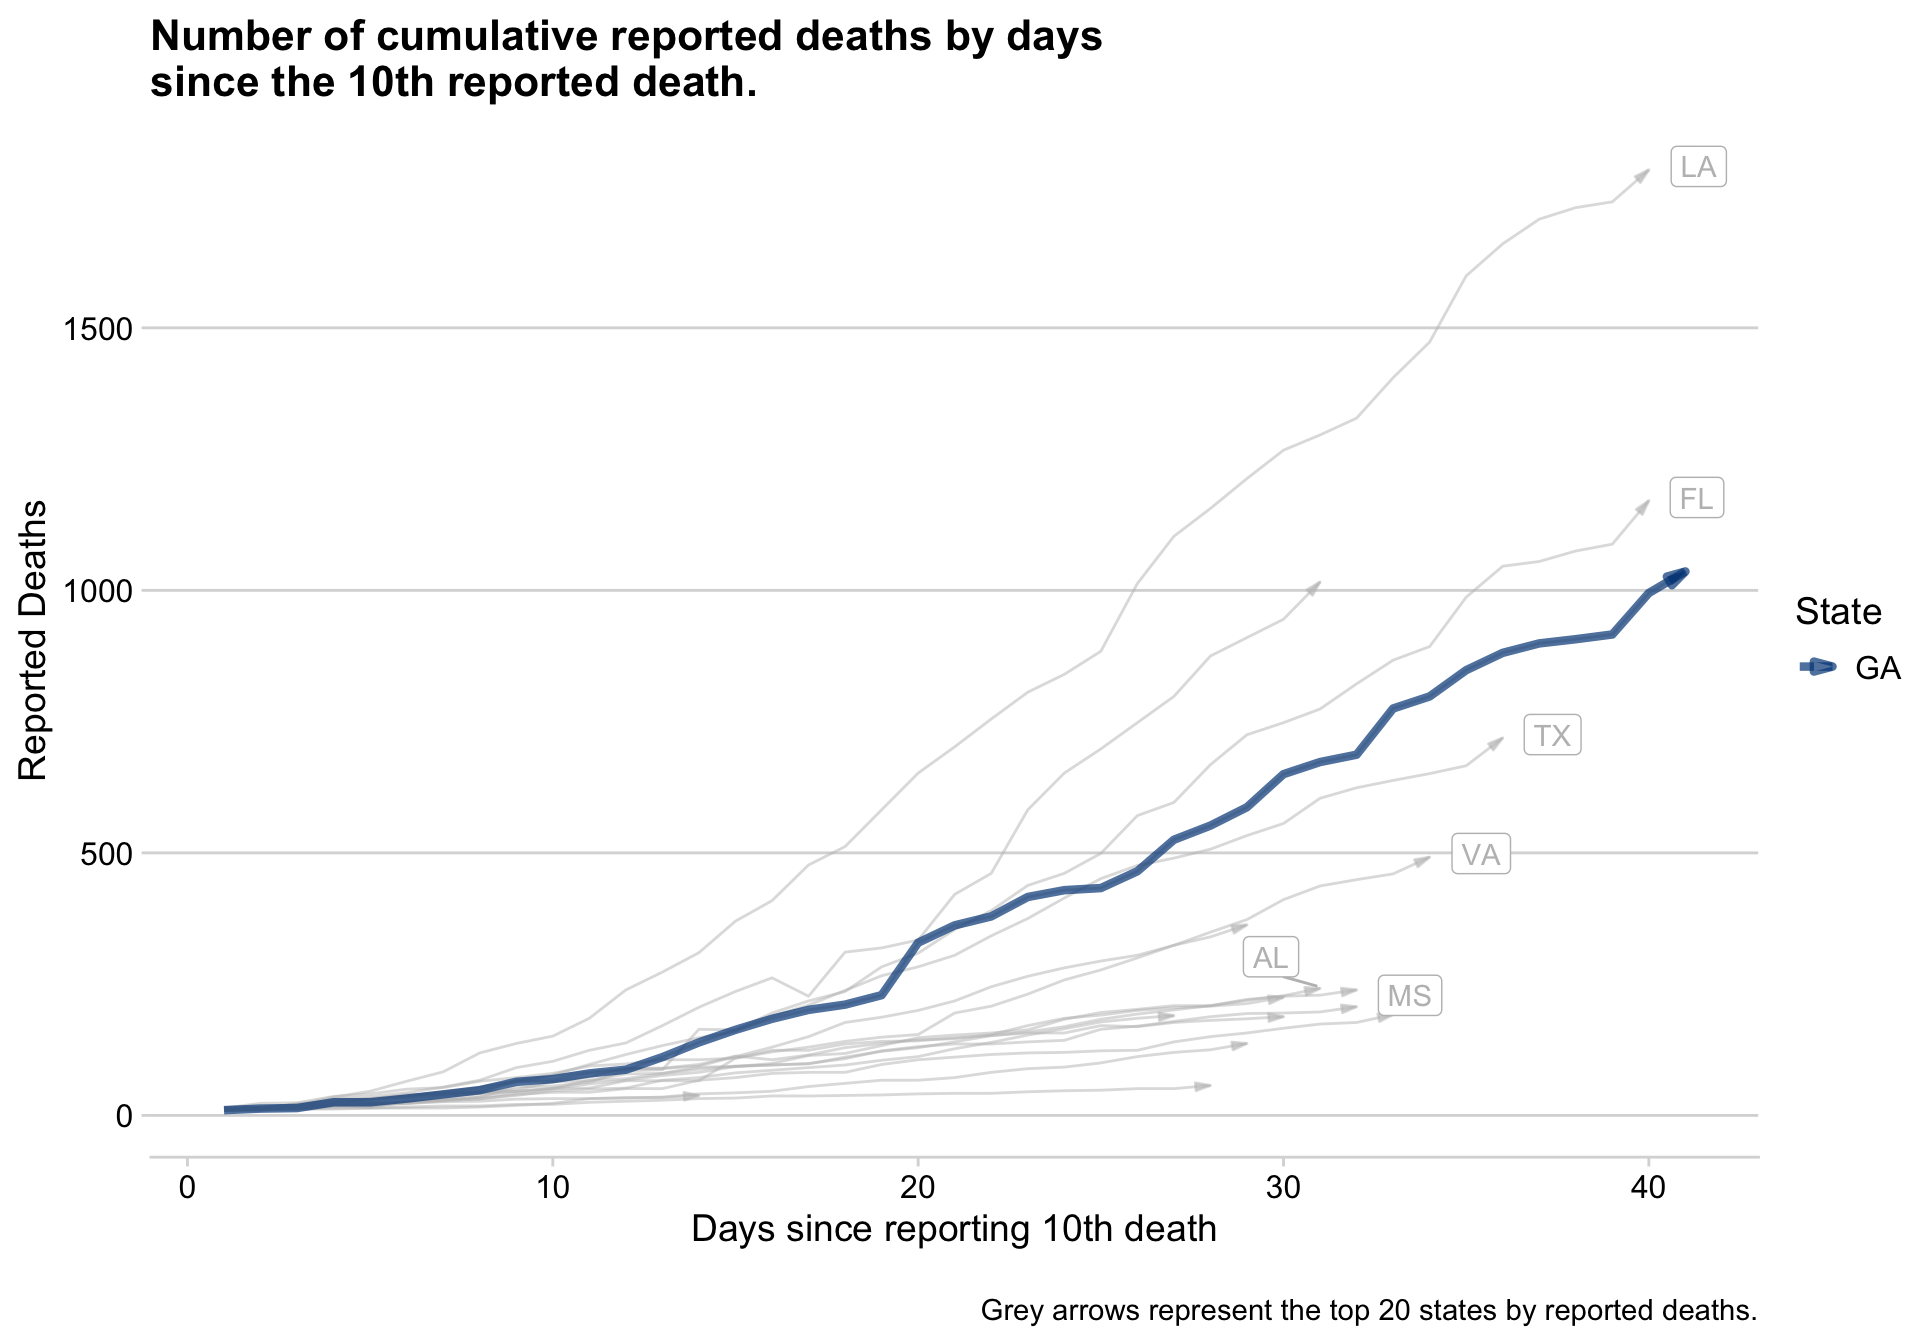 Number of cumulative reported deaths by days
since the 10th reported death.
LA
1500
FL
Reported Deaths
1000
State
GA
TX
500
VA
AL
MS
0
0 10 20 30 40
Days since reporting 10th death
Grey arrows represent the top 20 states by reported deaths.